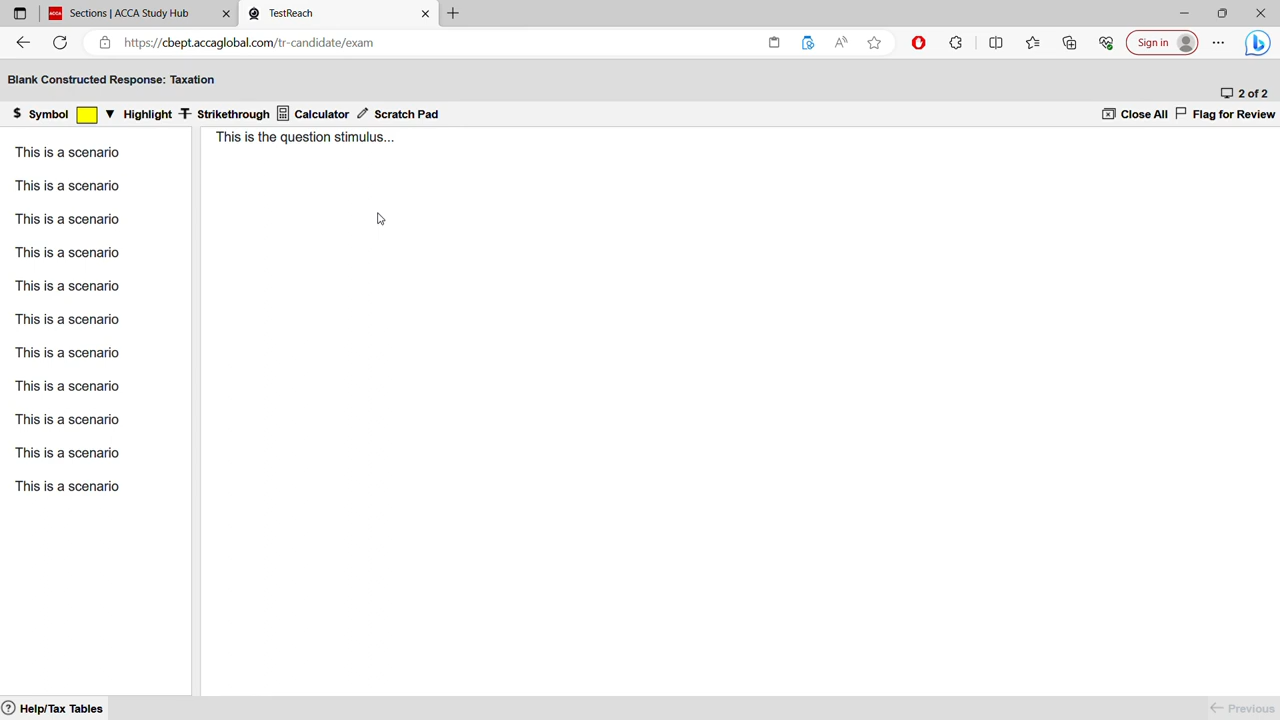 Sections | ACCA Study Hub
TestReach
https://cbept.accaglobal.com/tr-candidate/exam
Sign in
Blank Constructed Response: Taxation
2 of 2
$ Symbol
Highlight
Strikethrough
Calculator
Scratch Pad
Close All
Flag for Review
This is a scenario
This is a scenario
This is a scenario
This is a scenario
This is a scenario
This is a scenario
This is a scenario
This is a scenario
This is a scenario
This is a scenario
This is a scenario
This is the question stimulus...
Help/Tax Tables
Previous